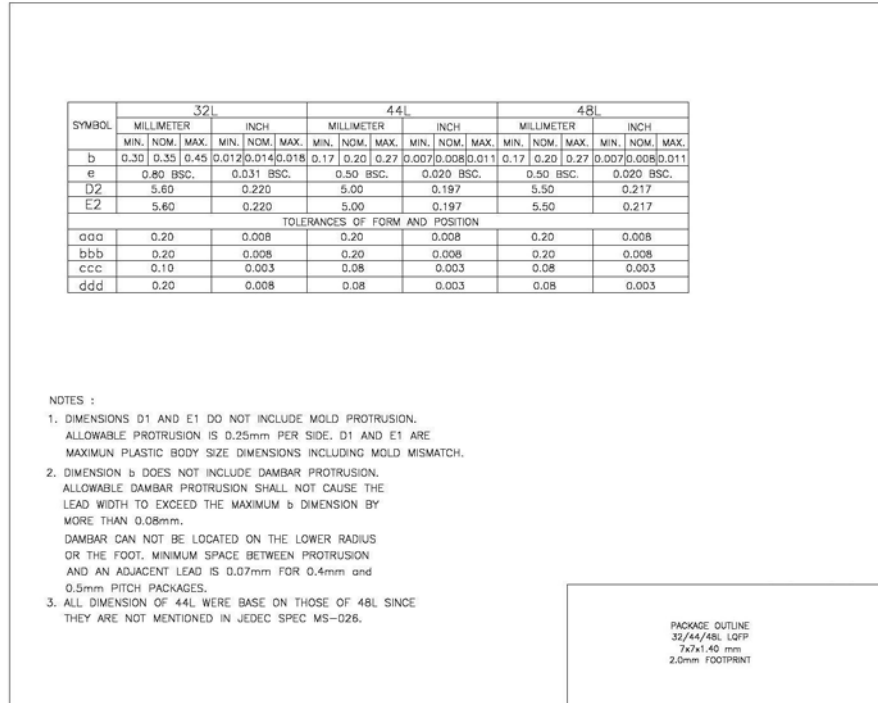 SYMBOL 32L 44L 48L
MILLIMETER INCH MILLIMETER INCH MILLIMETER INCH
MIN. NOM. MAX. MIN. NOM. MAX. MIN. NOM. MAX. MIN. NOM. MAX. MIN. NOM. MAX. MIN. NOM. MAX.
b 0.30 0.35 0.45 0.012 0.014 0.018 0.17 0.20 0.27 0.007 0.008 0.011 0.17 0.20 0.27 0.007 0.008 0.011
e 0.80 BSC. 0.031 BSC. 0.50 BSC. 0.020 BSC. 0.50 BSC. 0.020 BSC.
D2 5.60 0.220 5.00 0.197 5.50 0.217
E2 5.60 0.220 5.00 0.197 5.50 0.217
TOLERANCES OF FORM AND POSITION
aaa 0.20 0.008 0.20 0.008 0.20 0.008
bbb 0.20 0.008 0.20 0.008 0.20 0.008
ccc 0.10 0.003 0.08 0.003 0.08 0.003
ddd 0.20 0.008 0.08 0.003 0.08 0.003
NOTES :
1. DIMENSIONS D1 AND E1 DO NOT INCLUDE MOLD PROTRUSION.
ALLOWABLE PROTRUSION IS 0.25mm PER SIDE. D1 AND E1 ARE
MAXIMUN PLASTIC BODY SIZE DIMENSIONS INCLUDING MOLD MISMATCH.
2. DIMENSION b DOES NOT INCLUDE DAMBAR PROTRUSION.
ALLOWABLE DAMBAR PROTRUSION SHALL NOT CAUSE THE
LEAD WIDTH TO EXCEED THE MAXIMUM b DIMENSION BY
MORE THAN 0.08mm.
DAMBAR CAN NOT BE LOCATED ON THE LOWER RADIUS
OR THE FOOT. MINIMUM SPACE BETWEEN PROTRUSION
AND AN ADJACENT LEAD IS 0.07mm FOR 0.4mm and
0.5mm PITCH PACKAGES.
3. ALL DIMENSION OF 44L WERE BASE ON THOSE OF 48L SINCE
THEY ARE NOT MENTIONED IN JEDEC SPEC MS-026.
PACKAGE OUTLINE
32/44/48L LQFP
7x7x1.40 mm
2.0mm FOOTPRINT